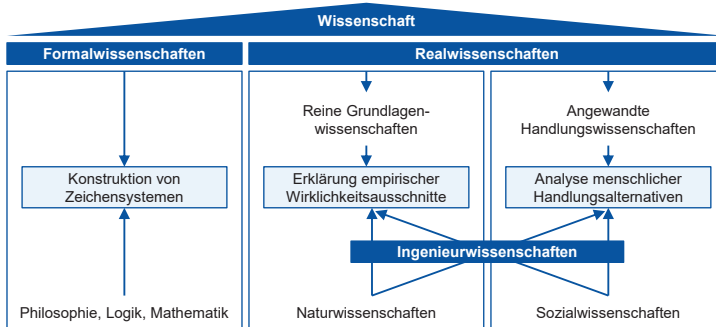 Wissenschaft
Formalwissenschaften
Realwissenschaften
Reine Grundlagen-
wissenschaften
Angewandte
Handlungswissenschaften
Konstruktion von
Zeichensystemen
Erklärung empirischer
Wirklichkeitsausschnitte
Analyse menschlicher
Handlungsalternativen
Ingenieurwissenschaften
Philosophie, Logik, Mathematik
Naturwissenschaften
Sozialwissenschaften